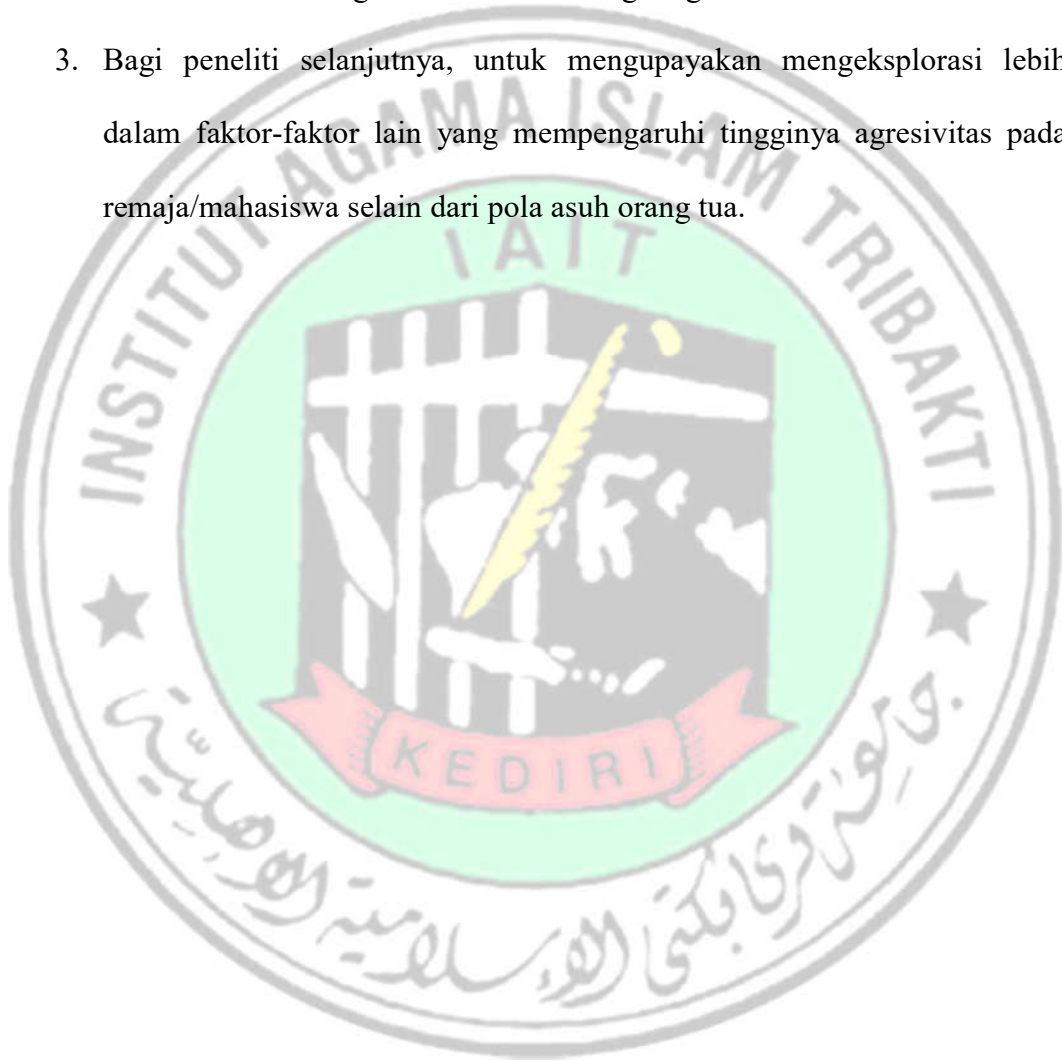 3. Bagi peneliti selanjutnya, untuk mengupayakan mengeksplorasi lebih
dalam faktor-faktor lain yang mempengaruhi tingginya agresivitas pada
remaja/mahasiswa selain dari pola asuh orang tua.
INSTITUT AGAMA ISLAM TRIBAKTI
IAIT
KEDIRI